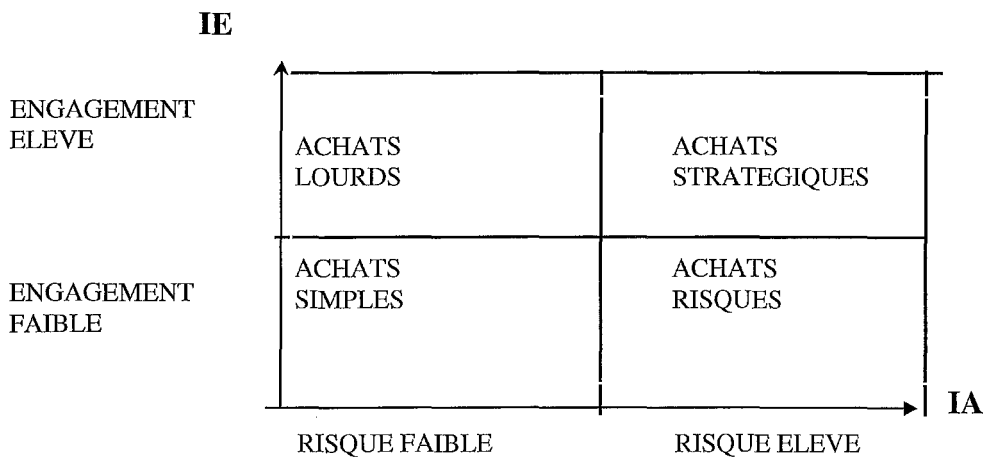 IE
ENGAGEMENT
ELEVE
ACHATS
LOURDS
ACHATS
STRATEGIQUES
ENGAGEMENT
FAIBLE
ACHATS
SIMPLES
ACHATS
RISQUES
IA
RISQUE FAIBLE
RISQUE ELEVE